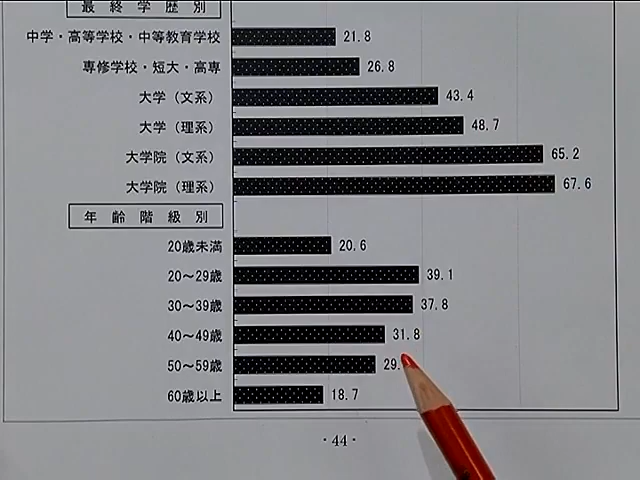 最終学歴別
中学・高等学校・中等教育学校 21.8
専修学校・短大・高専 26.8
大学（文系） 43.4
大学（理系） 48.7
大学院（文系） 65.2
大学院（理系） 67.6
年齢階級別
20歳未満 20.6
20～29歳 39.1
30～39歳 37.8
40～49歳 31.8
50～59歳 29.
60歳以上 18.7
・44・